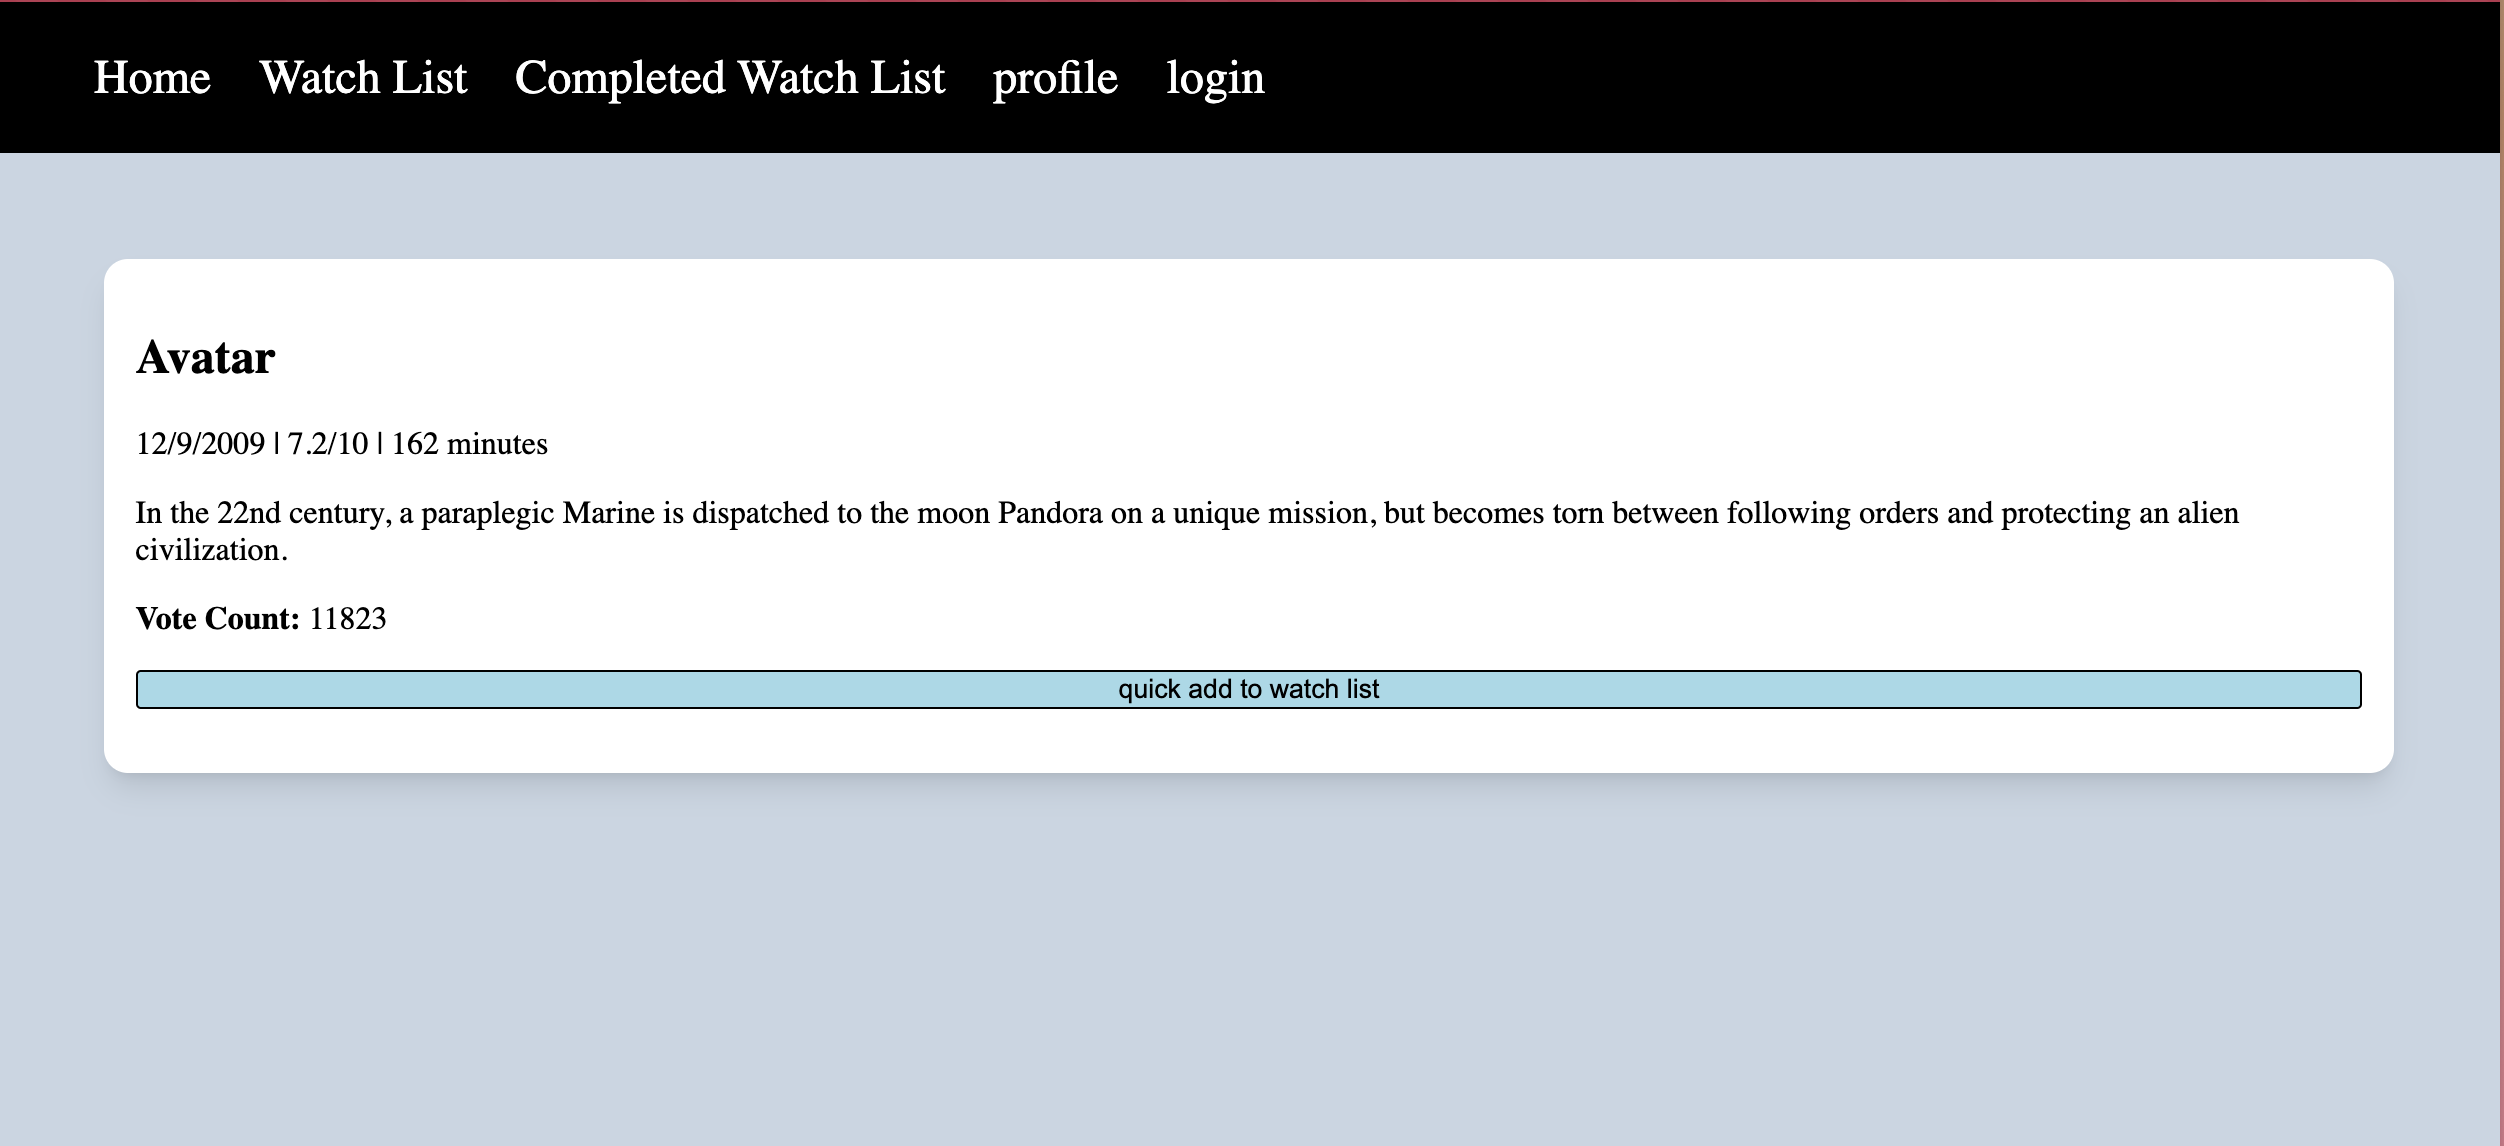 Home Watch List Completed Watch List profile login
Avatar
12/9/2009 | 7.2/10 | 162 minutes
In the 22nd century, a paraplegic Marine is dispatched to the moon Pandora on a unique mission, but becomes torn between following orders and protecting an alien
civilization.
Vote Count: 11823
quick add to watch list